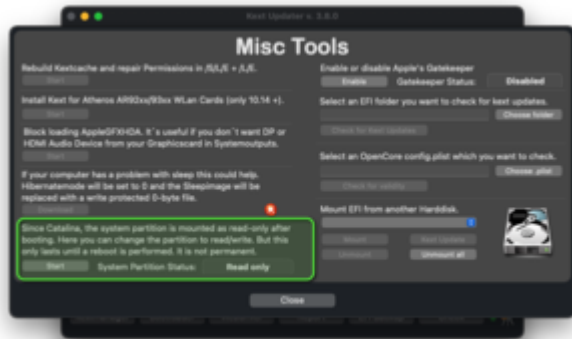 Kext Updater v. 3.8.0
Misc Tools
Rebuild Kextcache and repair Permissions in /S/L/E + /L/E.
Start
Install Kext for Atheros AR92xx/93xx WLan Cards (only 10.14 +).
Start
Block loading AppleGFXHDA. It´s useful if you don´t want DP or
HDMI Audio Device from your Graphicscard in Systemoutputs.
Start
If your computer has a problem with sleep this could help.
Hibernatemode will be set to 0 and the Sleepimage will be
replaced with a write protected 0-byte file.
Download
Since Catalina, the system partition is mounted as read-only after
booting. Here you can change the partition to read/write. But this
only lasts until a reboot is performed. It is not permanent.
Start System Partition Status: Read only
Enable or disable Apple's Gatekeeper
Enable Gatekeeper Status: Disabled
Select an EFI folder you want to check for kext updates.
Choose folder
Check for Kext Updates
Select an OpenCore config.plist which you want to check.
Choose .plist
Check for validity
Mount EFI from another Harddisk.
Mount Kext Update
Unmount Unmount all
Close